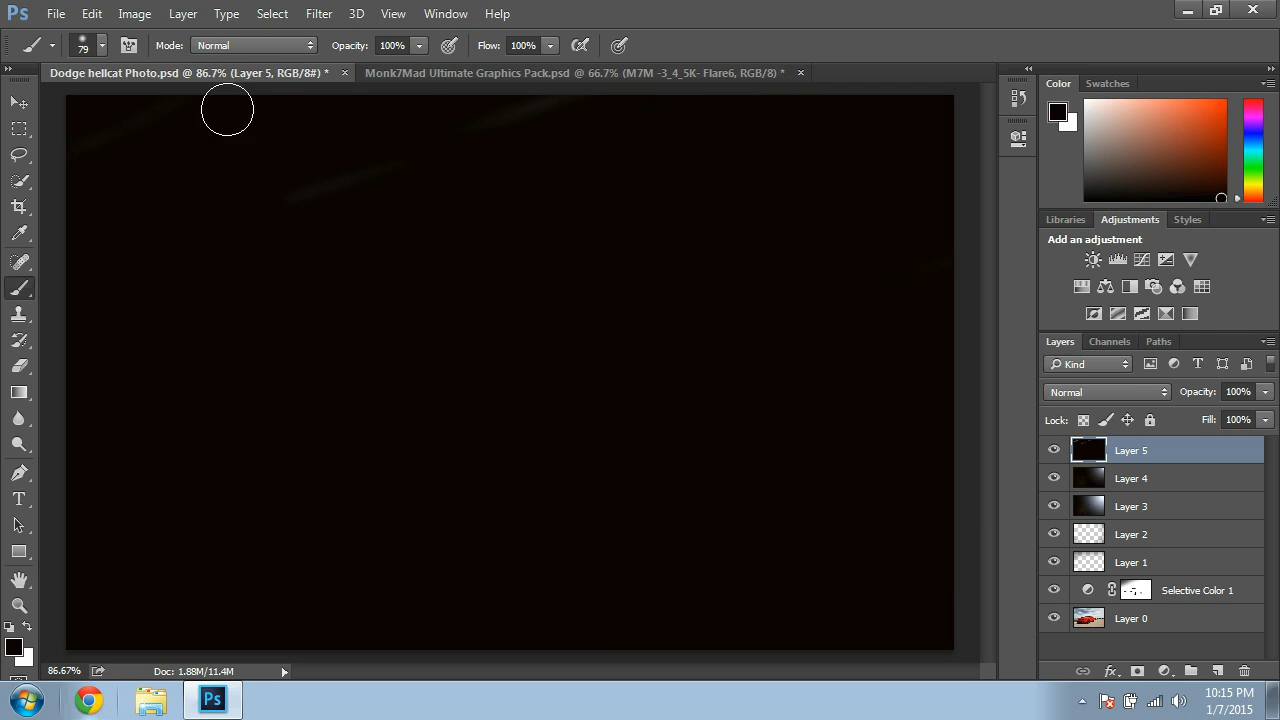 Ps File Edit Image Layer Type Select Filter 3D View Window Help
79 Mode: Normal Opacity: 100% Flow: 100%
Dodge hellcat Photo.psd @ 86.7% (Layer 5, RGB/8#) * × Monk7Mad Ultimate Graphics Pack.psd @ 66.7% (M7M -3_4_5K- Flare6, RGB/8) * ×
Color Swatches
Libraries Adjustments Styles
Add an adjustment
Layers Channels Paths
Kind
Normal Opacity: 100%
Lock: Fill: 100%
Layer 5
Layer 4
Layer 3
Layer 2
Layer 1
Selective Color 1
Layer 0
86.67% Doc: 1.88M/11.4M
Ps
10:15 PM
1/7/2015